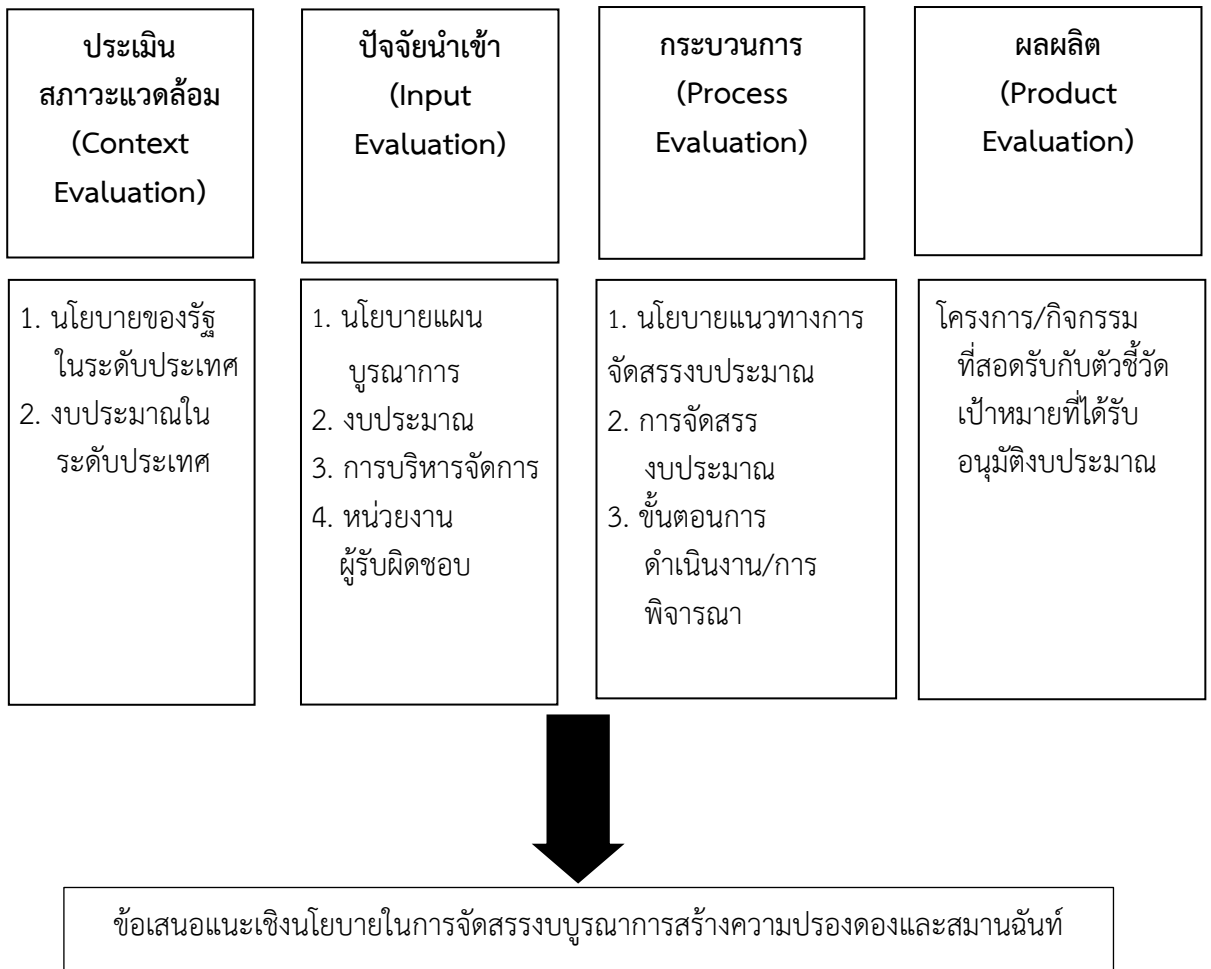 ประเมิน
สภาวะแวดล้อม
(Context
Evaluation)
ปัจจัยนำเข้า
(Input
Evaluation)
กระบวนการ
(Process
Evaluation)
ผลผลิต
(Product
Evaluation)
1. นโยบายของรัฐ
ในระดับประเทศ
2. งบประมาณใน
ระดับประเทศ
1. นโยบายแผน
บูรณาการ
2. งบประมาณ
3. การบริหารจัดการ
4. หน่วยงาน
ผู้รับผิดชอบ
1. นโยบายแนวทางการ
จัดสรรงบประมาณ
2. การจัดสรร
งบประมาณ
3. ขั้นตอนการ
ดำเนินงาน/การ
พิจารณา
โครงการ/กิจกรรม
ที่สอดรับกับตัวชี้วัด
เป้าหมายที่ได้รับ
อนุมัติงบประมาณ
ข้อเสนอแนะเชิงนโยบายในการจัดสรรงบบูรณาการสร้างความปรองดองและสมานฉันท์